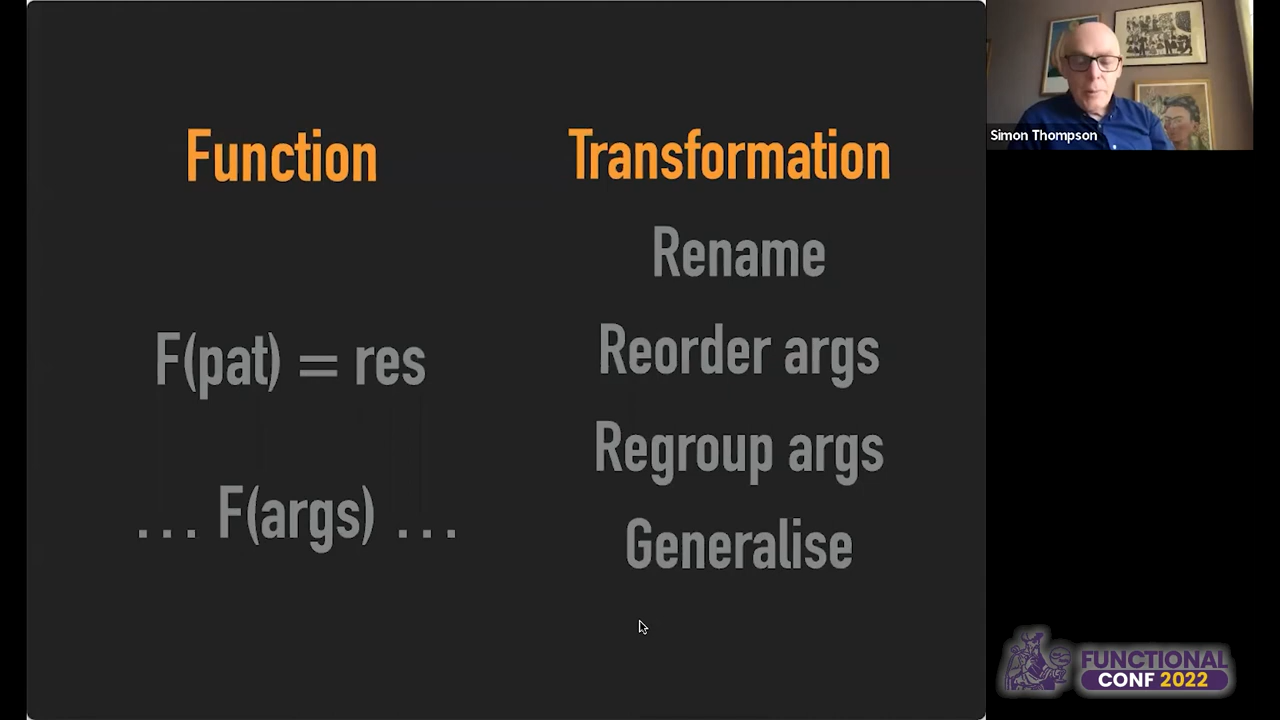 Function
F(pat) = res
... F(args) ...
Transformation
Rename
Reorder args
Regroup args
Generalise
Simon Thompson
FUNCTIONAL
CONF 2022